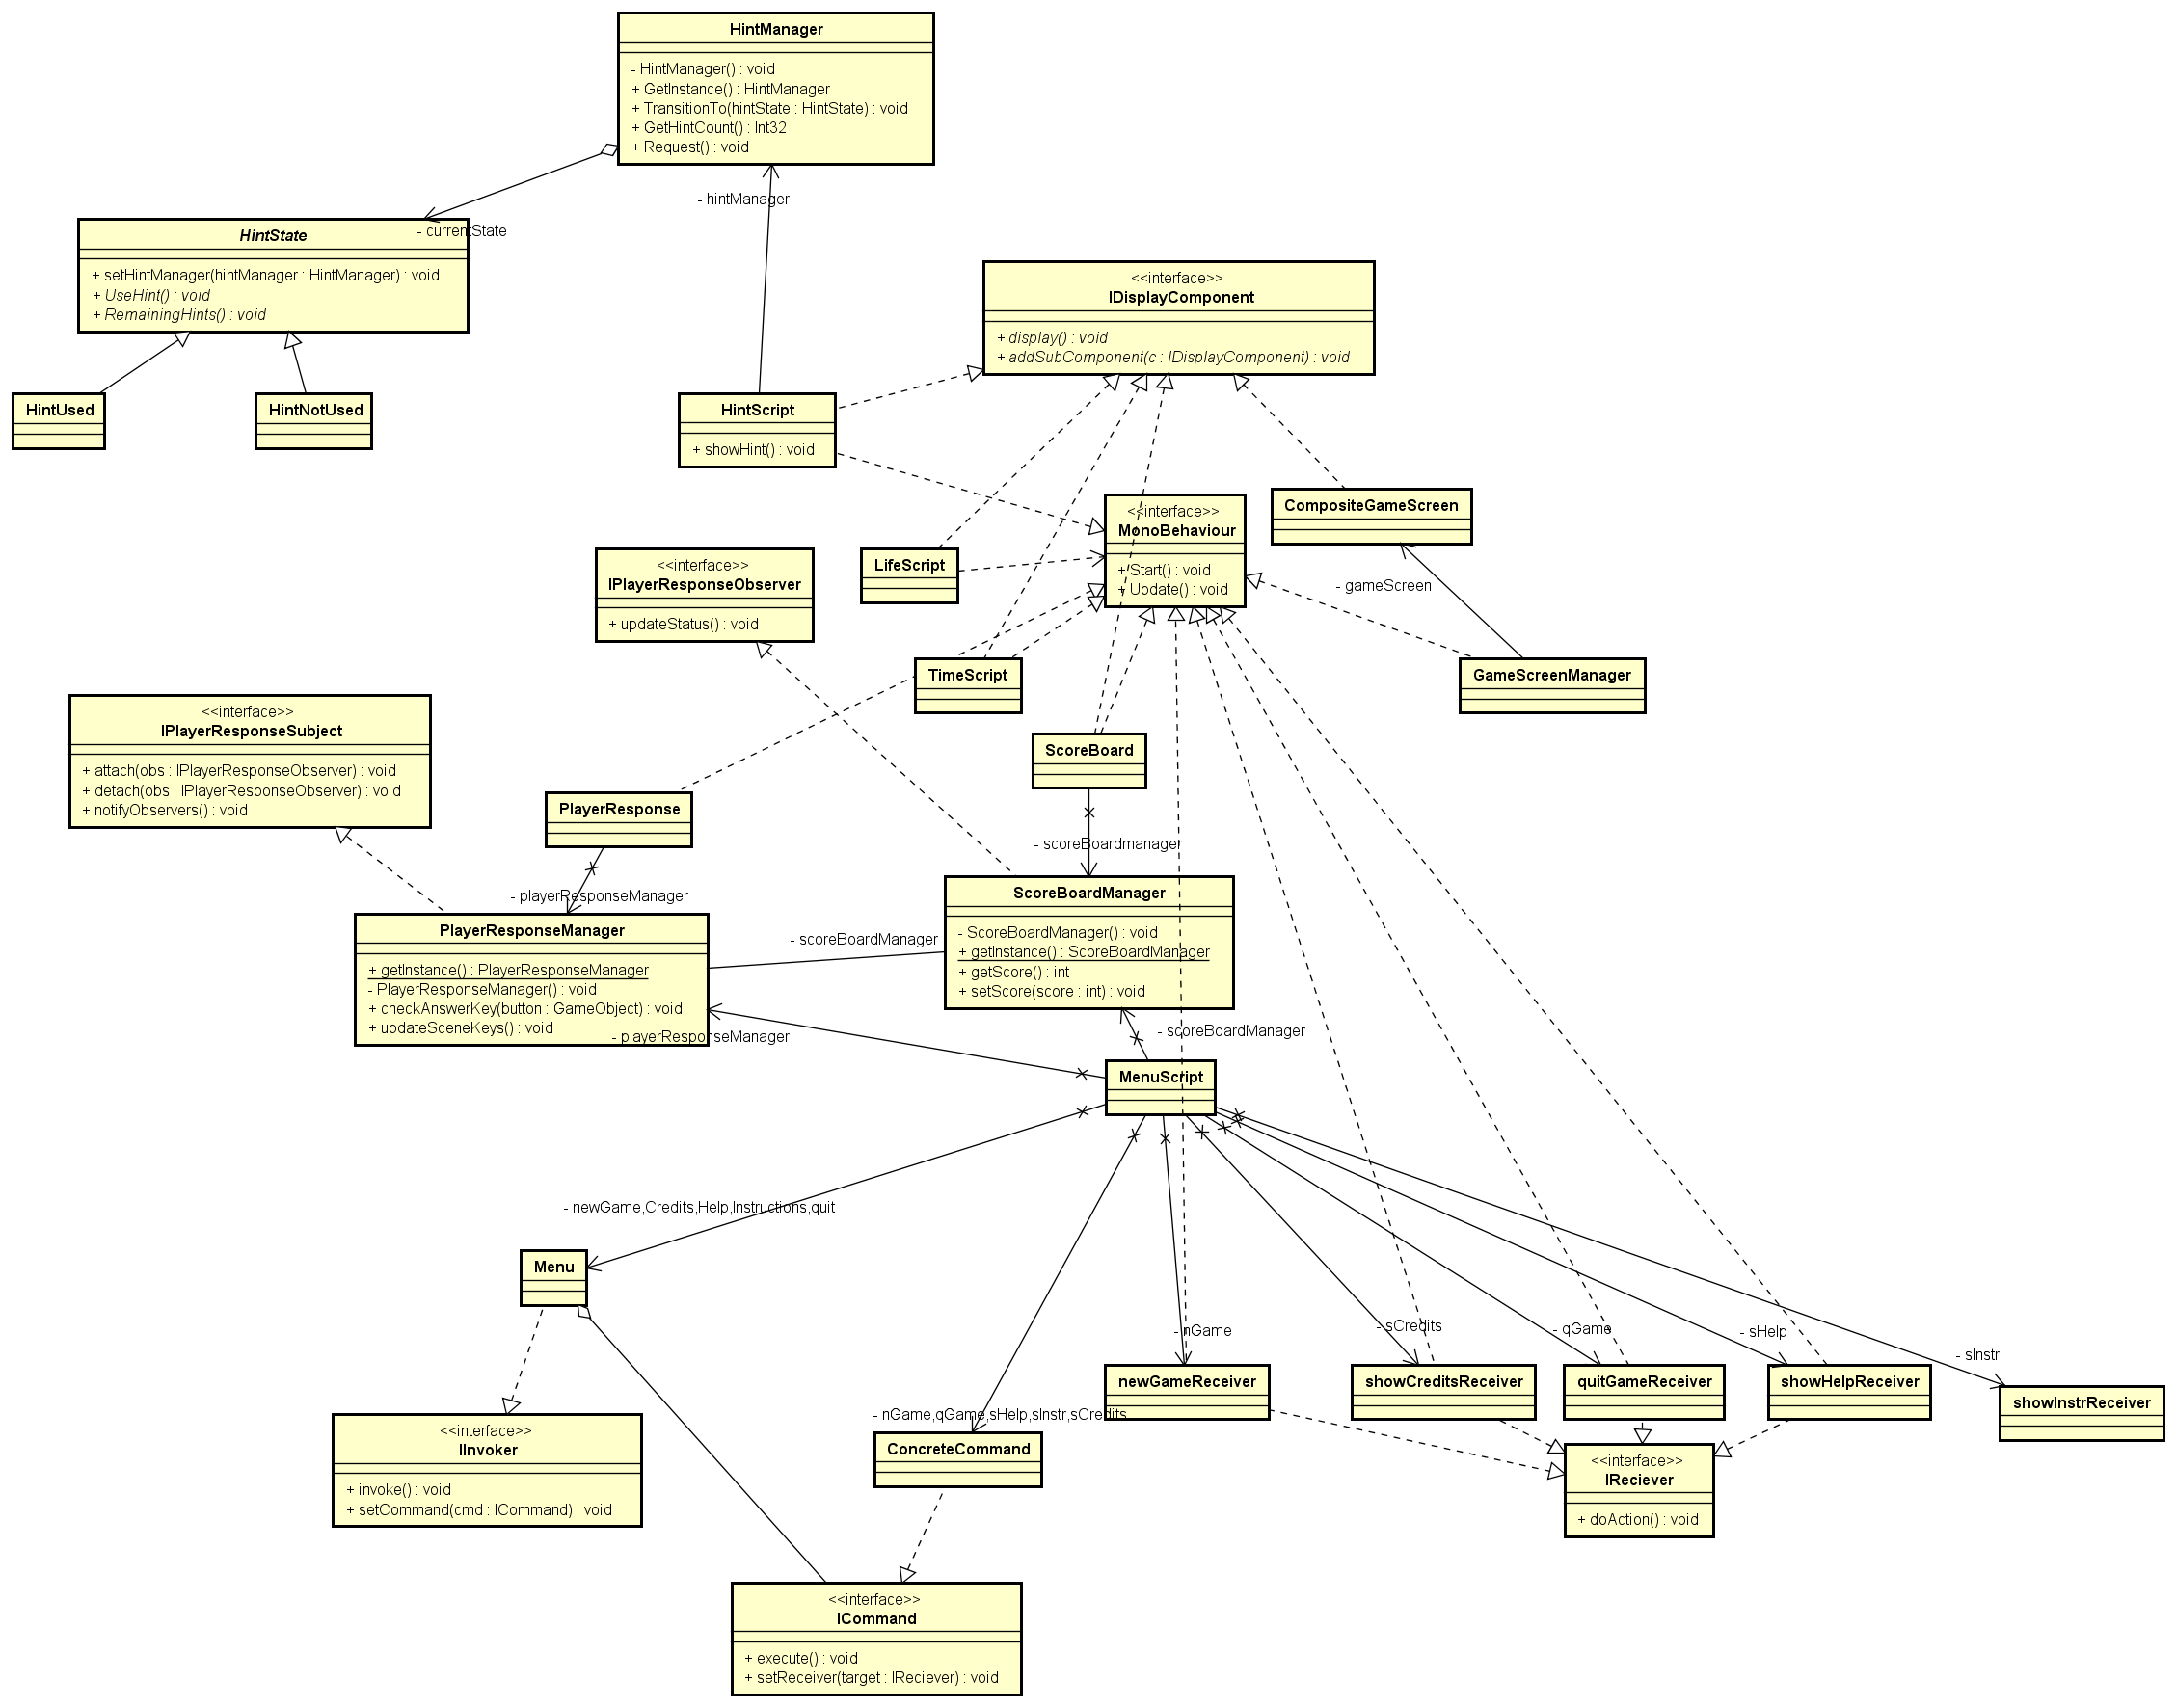 HintManager
- HintManager() : void
+ GetInstance() : HintManager
+ TransitionTo(hintState : HintState) : void
+ GetHintCount() : Int32
+ Request() : void
- hintManager
- currentState
HintState
+ setHintManager(hintManager : HintManager) : void
+ UseHint() : void
+ RemainingHints() : void
<<interface>>
IDisplayComponent
+ display() : void
+ addSubComponent(c : IDisplayComponent) : void
HintUsed
HintNotUsed
HintScript
+ showHint() : void
<<interface>>
MonoBehaviour
+ Start() : void
+ Update() : void
CompositeGameScreen
LifeScript
<<interface>>
IPlayerResponseObserver
+ updateStatus() : void
- gameScreen
TimeScript
GameScreenManager
<<interface>>
IPlayerResponseSubject
+ attach(obs : IPlayerResponseObserver) : void
+ detach(obs : IPlayerResponseObserver) : void
+ notifyObservers() : void
ScoreBoard
PlayerResponse
- scoreBoardmanager
- playerResponseManager
ScoreBoardManager
- ScoreBoardManager() : void
+ getInstance() : ScoreBoardManager
+ getScore() : int
+ setScore(score : int) : void
PlayerResponseManager
+ getInstance() : PlayerResponseManager
- PlayerResponseManager() : void
+ checkAnswerKey(button : GameObject) : void
+ updateSceneKeys() : void
- scoreBoardManager
- playerResponseManager
- scoreBoardManager
MenuScript
- newGame,Credits,Help,Instructions,quit
Menu
- nGame
- sCredits
- qGame
- sHelp
- sInstr
newGameReceiver
showCreditsReceiver
quitGameReceiver
showHelpReceiver
showInstrReceiver
- nGame,qGame,sHelp,sInstr,sCredits
ConcreteCommand
<<interface>>
IInvoker
+ invoke() : void
+ setCommand(cmd : ICommand) : void
<<interface>>
IReciever
+ doAction() : void
<<interface>>
ICommand
+ execute() : void
+ setReceiver(target : IReciever) : void